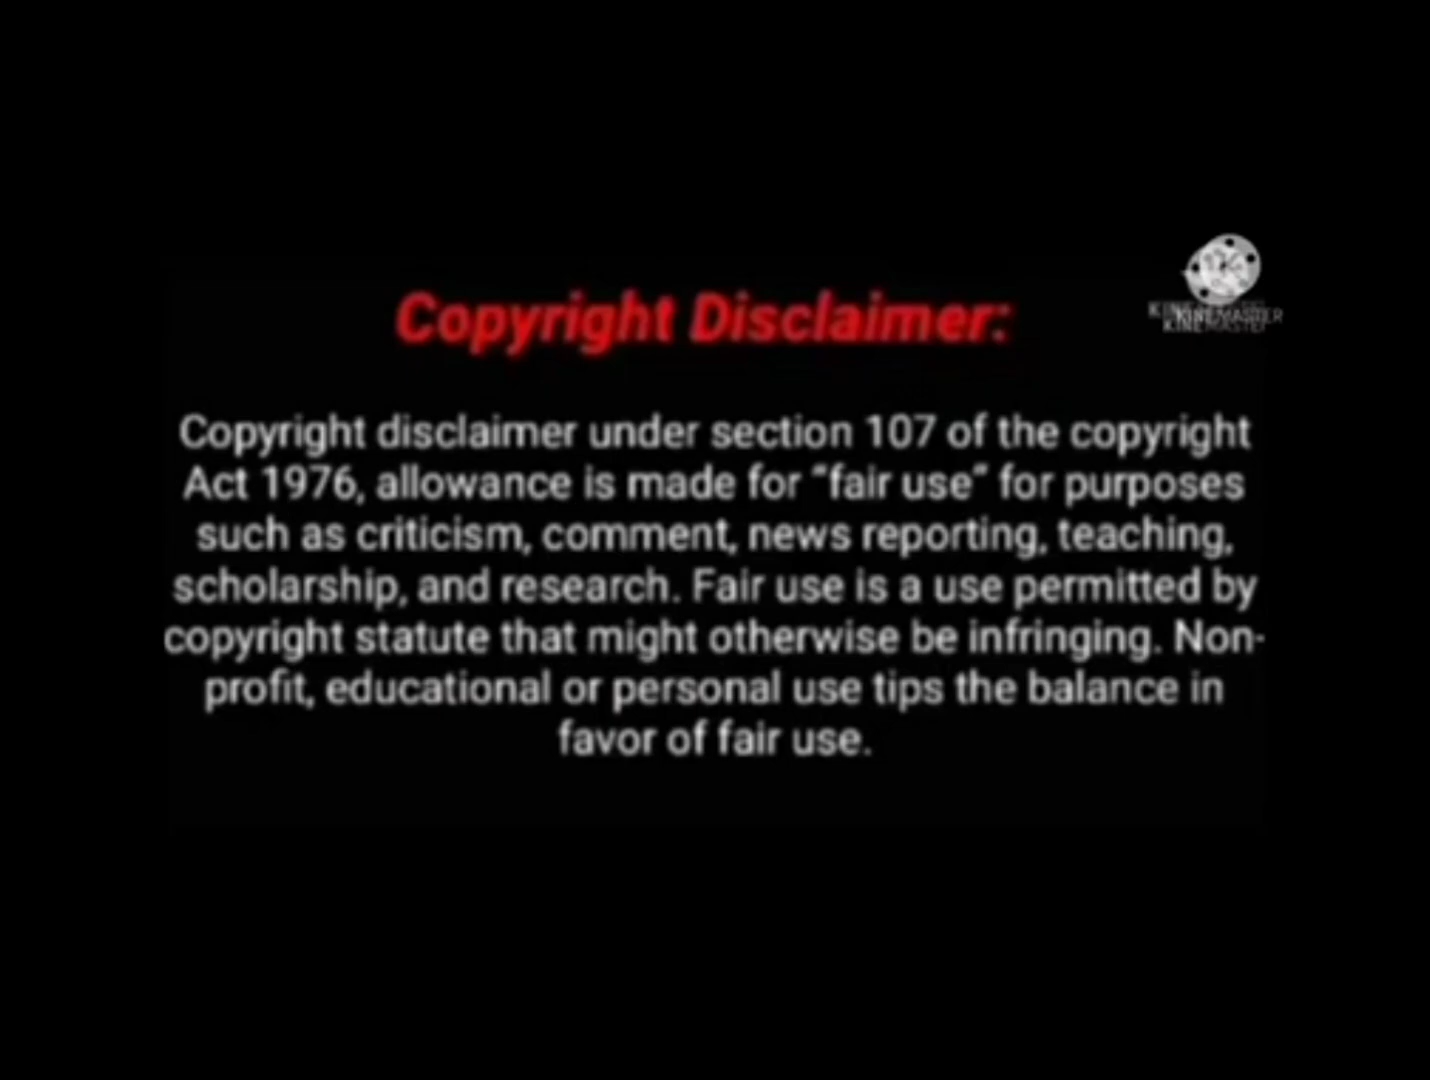 Copyright Disclaimer:
KINEMASTER
Copyright disclaimer under section 107 of the copyright
Act 1976, allowance is made for “fair use” for purposes
such as criticism, comment, news reporting, teaching,
scholarship, and research. Fair use is a use permitted by
copyright statute that might otherwise be infringing. Non-
profit, educational or personal use tips the balance in
favor of fair use.